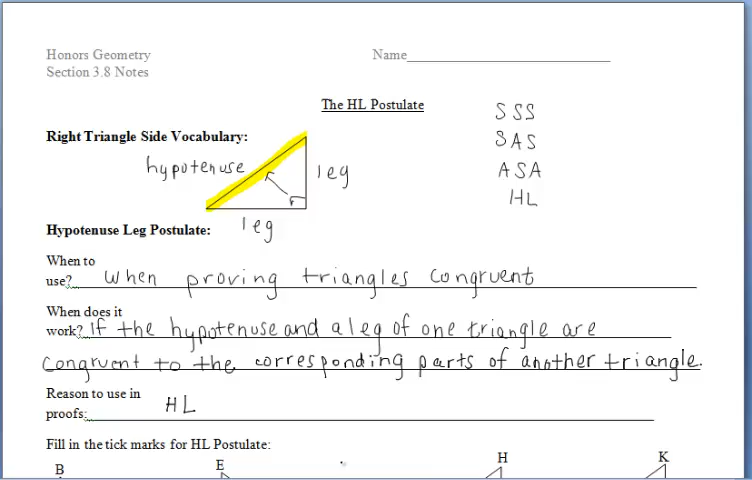 Honors Geometry
Name
Section 3.8 Notes
The HL Postulate
SSS
SAS
ASA
HL
Right Triangle Side Vocabulary:
hypotenuse
leg
leg
Hypotenuse Leg Postulate:
When to
use? When proving triangles congruent
When does it
work? If the hypotenuse and a leg of one triangle are
congruent to the corresponding parts of another triangle.
Reason to use in
proofs: HL
Fill in the tick marks for HL Postulate:
B E H K